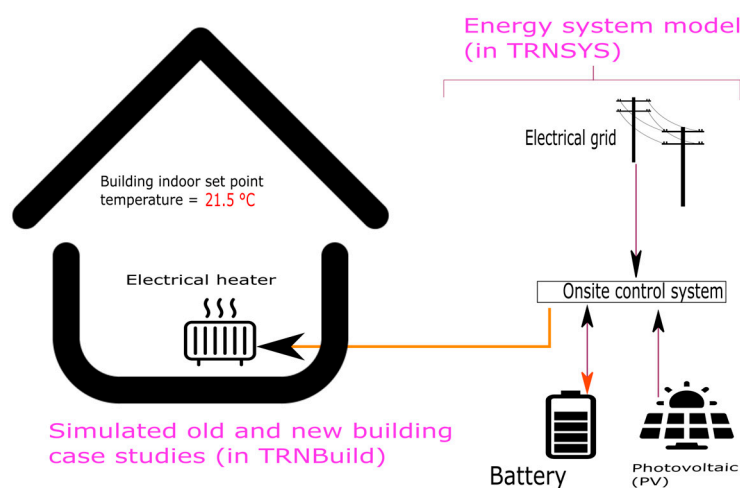 Energy system model
(in TRNSYS)
Electrical grid
Building indoor set point
temperature = 21.5 ºC
Electrical heater
Onsite control system
Simulated old and new building
case studies (in TRNBuild)
Battery
Photovoltaic
(PV)